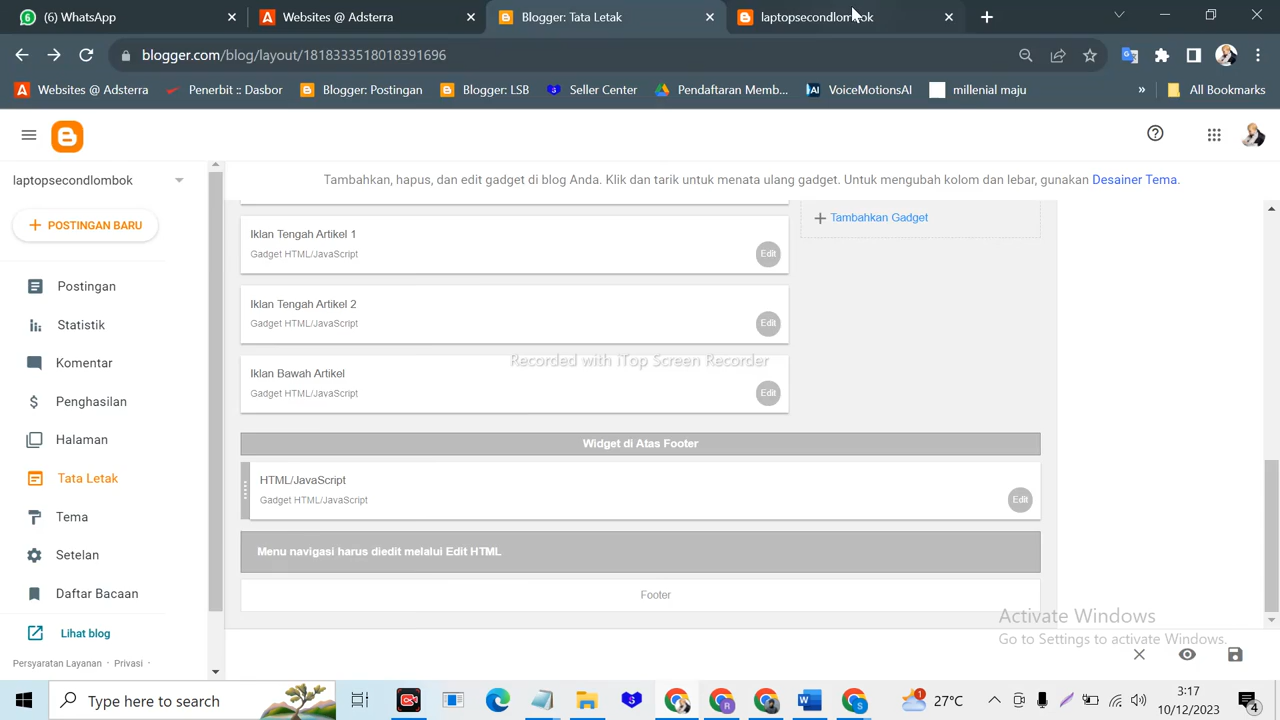 (6) WhatsApp
Websites @ Adsterra
Blogger: Tata Letak
laptopsecondlombok
blogger.com/blog/layout/1818333518018391696
Websites @ Adsterra
Penerbit :: Dasbor
Blogger: Postingan
Blogger: LSB
Seller Center
Pendaftaran Memb...
VoiceMotionsAI
millenial maju
»
All Bookmarks
laptopsecondlombok
Tambahkan, hapus, dan edit gadget di blog Anda. Klik dan tarik untuk menata ulang gadget. Untuk mengubah kolom dan lebar, gunakan Desainer Tema.
POSTINGAN BARU
Postingan
Statistik
Komentar
Penghasilan
Halaman
Tata Letak
Tema
Setelan
Daftar Bacaan
Lihat blog
Persyaratan Layanan · Privasi ·
Tambahkan Gadget
Iklan Tengah Artikel 1
Gadget HTML/JavaScript
Edit
Iklan Tengah Artikel 2
Gadget HTML/JavaScript
Edit
Recorded with iTop Screen Recorder
Iklan Bawah Artikel
Gadget HTML/JavaScript
Edit
Widget di Atas Footer
HTML/JavaScript
Gadget HTML/JavaScript
Edit
Menu navigasi harus diedit melalui Edit HTML
Footer
Activate Windows
Go to Settings to activate Windows.
Type here to search
27°C
3:17
10/12/2023